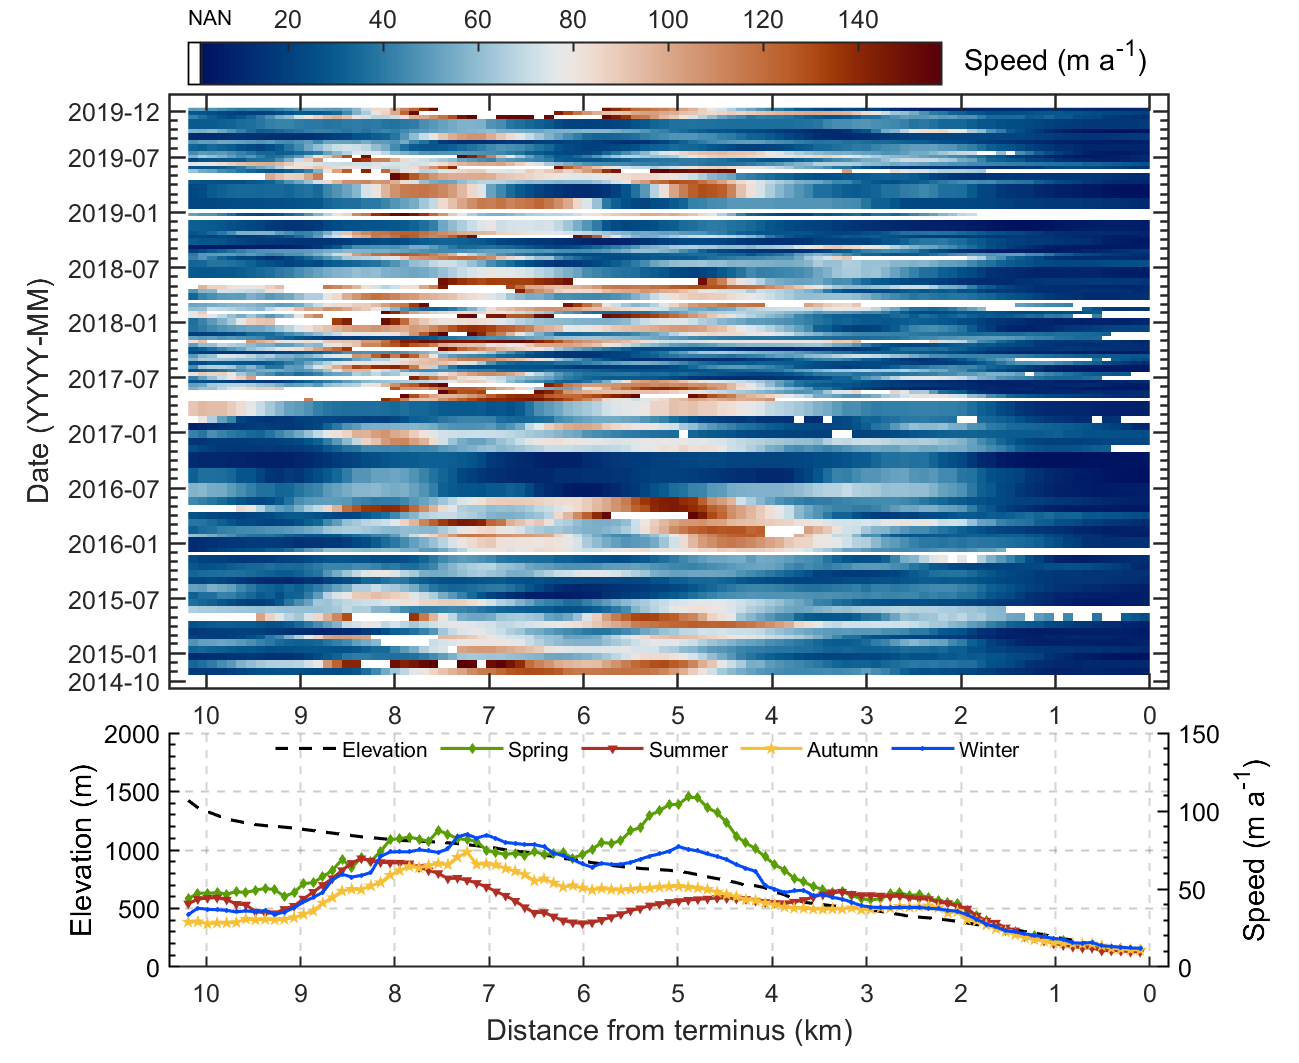 NAN 20 40 60 80 100 120 140
Speed (m a-1)
Date (YYYY-MM)
2019-12
2019-07
2019-01
2018-07
2018-01
2017-07
2017-01
2016-07
2016-01
2015-07
2015-01
2014-10
10 9 8 7 6 5 4 3 2 1 0
Elevation (m)
2000
1500
1000
500
0
Elevation Spring Summer Autumn Winter
150
100
50
0
Speed (m a-1)
10 9 8 7 6 5 4 3 2 1 0
Distance from terminus (km)